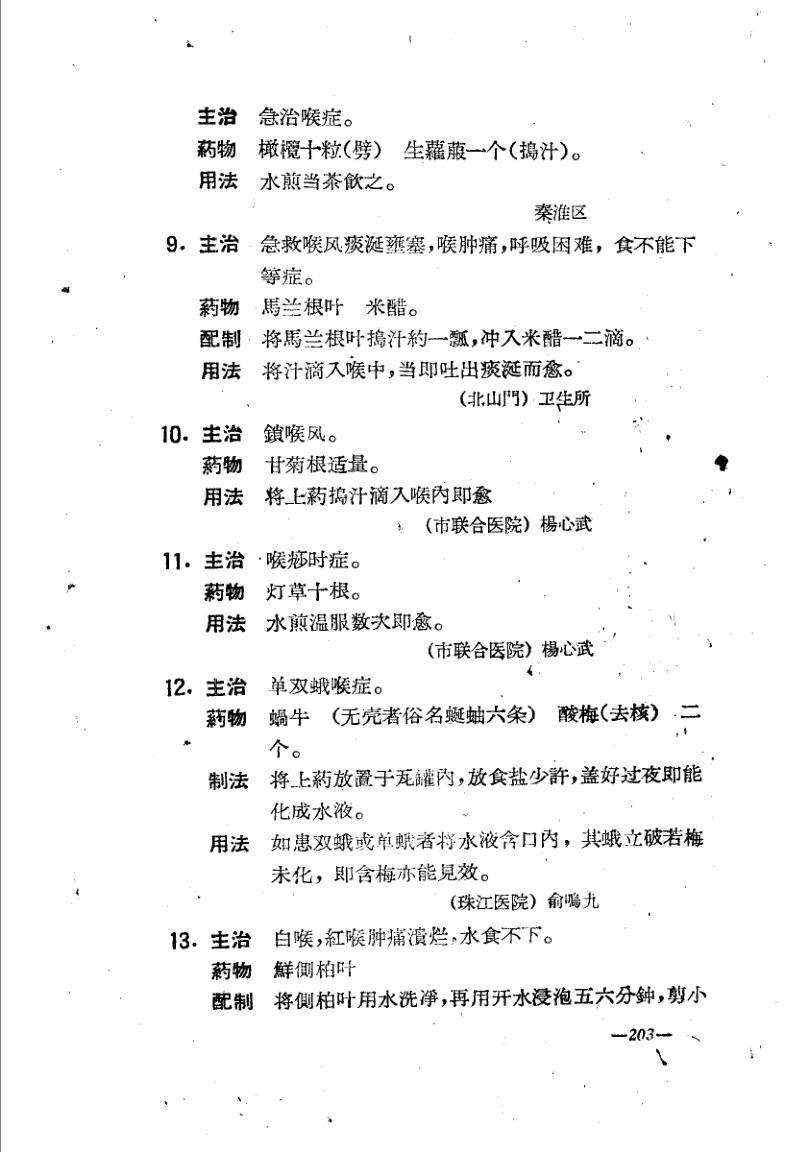 主治 急治喉症。
药物 橄欖十粒(劈) 生蘿菔一个(搗汁)。
用法 水煎当茶飲之。
秦淮区
9. 主治 急救喉风痰涎壅塞,喉肿痛,呼吸困难,食不能下
等症。
药物 馬兰根叶 米醋。
配制 将馬兰根叶搗汁約一瓢,冲入米醋一二滴。
用法 将汁滴入喉中,当即吐出痰涎而愈。
(北山門)卫生所
10. 主治 鎖喉风。
药物 甘菊根适量。
用法 将上药搗汁滴入喉內即愈
(市联合医院)楊心武
11. 主治 喉痧时症。
药物 灯草十根。
用法 水煎温服数次即愈。
(市联合医院)楊心武
12. 主治 单双蛾喉症。
药物 蝸牛 (无壳者俗名蜒蚰六条) 酸梅(去核) 二
个。
制法 将上药放置于瓦罐内,放食盐少許,盖好过夜即能
化成水液。
用法 如患双蛾或单蛾者将水液含口内,其蛾立破若梅
未化,即含梅亦能見效。
(珠江医院)俞鳴九
13. 主治 白喉,紅喉肿痛潰烂,水食不下。
药物 鮮側柏叶
配制 将側柏叶用水洗净,再用开水浸泡五六分鈡,剪小
—203—